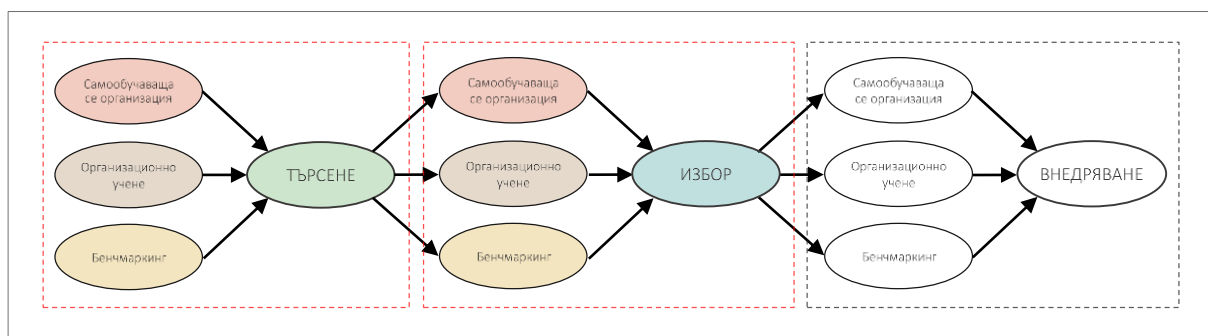 Самообучаваща
се организация
Организационно
учене
Бенчмаркинг
ТЪРСЕНЕ
Самообучаваща
се организация
Организационно
учене
Бенчмаркинг
ИЗБОР
Самообучаваща
се организация
Организационно
учене
Бенчмаркинг
ВНЕДРЯВАНЕ